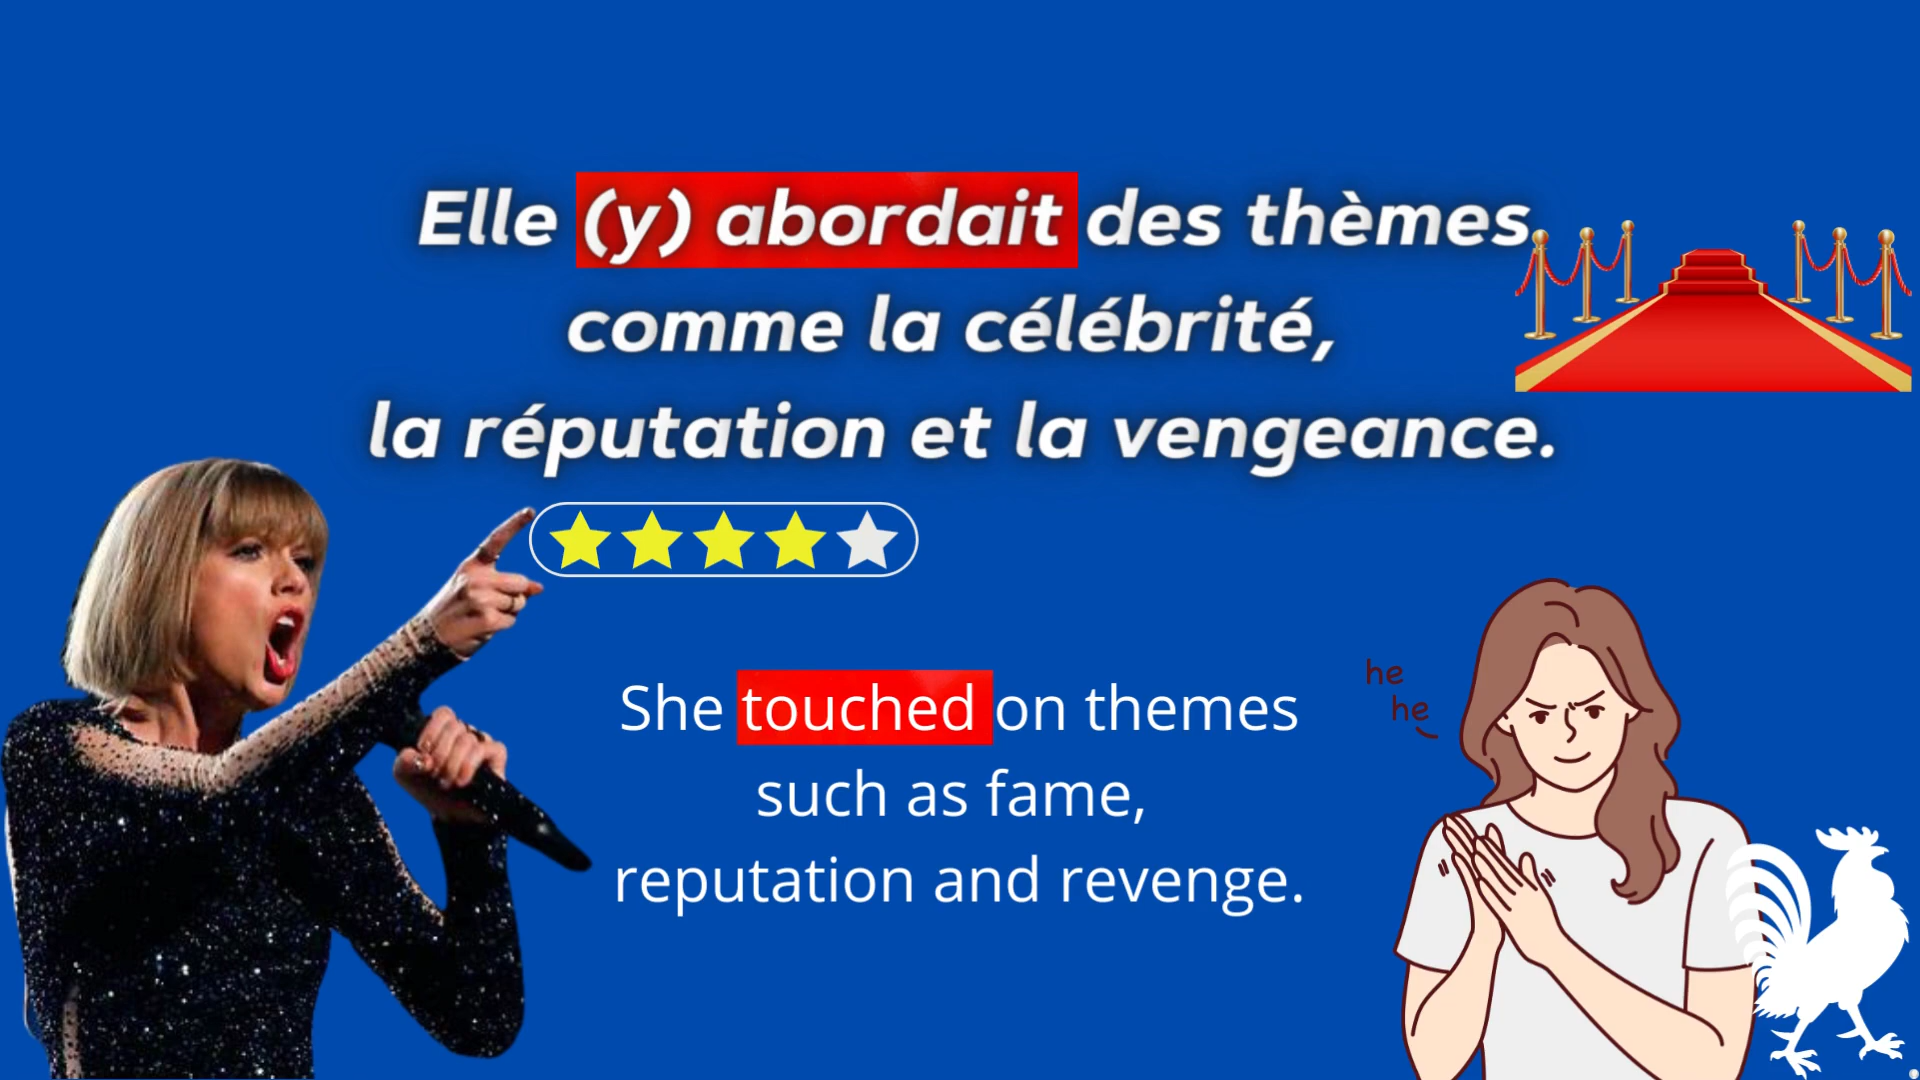 Elle (y) abordait des thèmes
comme la célébrité,
la réputation et la vengeance.
She touched on themes
such as fame,
reputation and revenge.
he
he